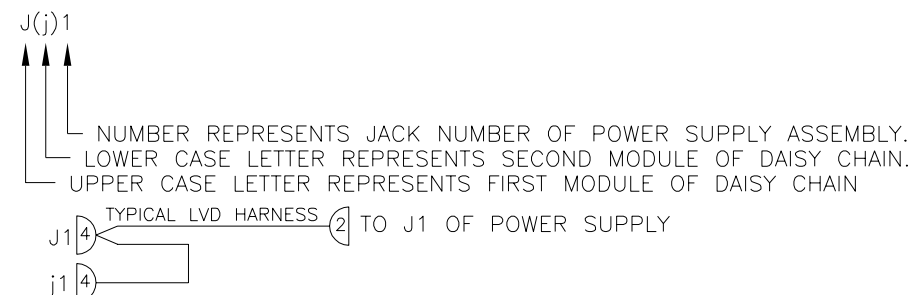 J(j)1
NUMBER REPRESENTS JACK NUMBER OF POWER SUPPLY ASSEMBLY.
LOWER CASE LETTER REPRESENTS SECOND MODULE OF DAISY CHAIN.
UPPER CASE LETTER REPRESENTS FIRST MODULE OF DAISY CHAIN
J1 4 TYPICAL LVD HARNESS 2 TO J1 OF POWER SUPPLY
j1 4